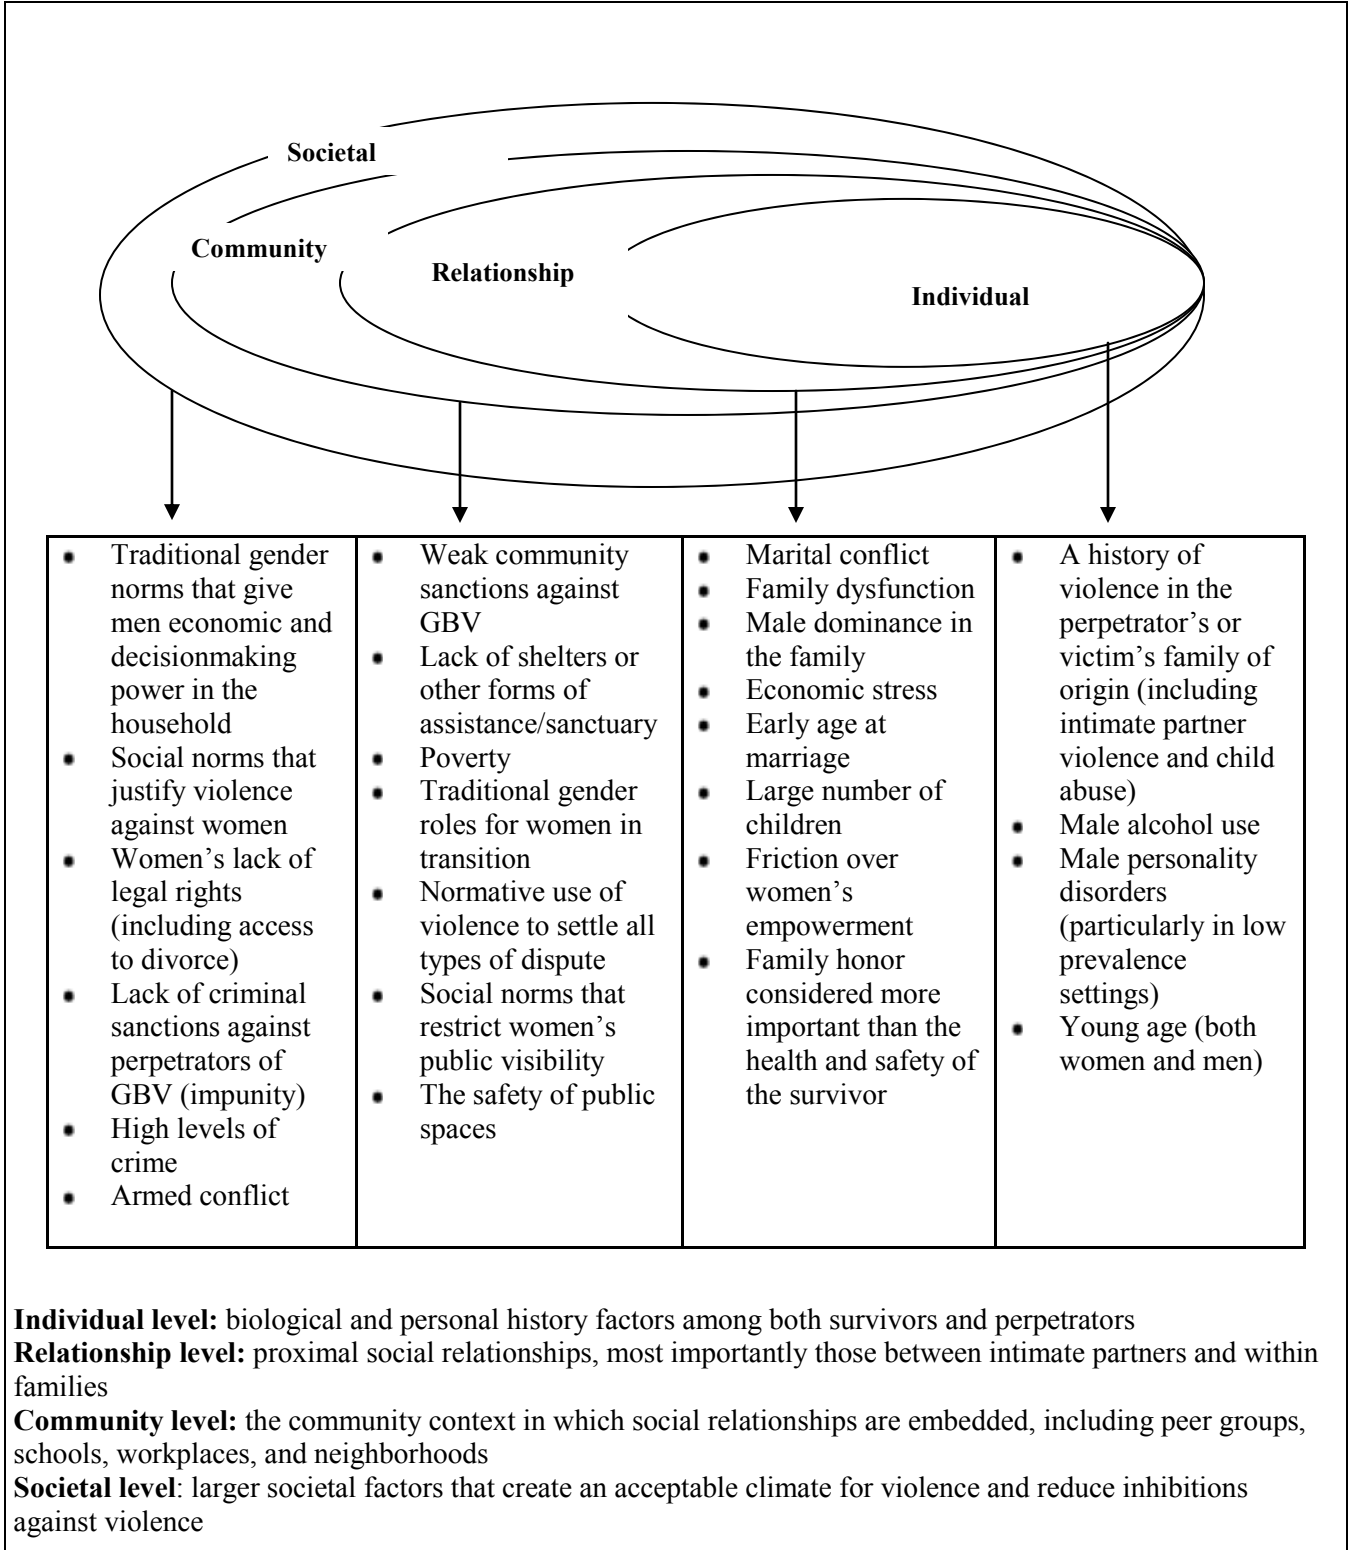 Societal
Community
Relationship
Individual
• Traditional gender
norms that give
men economic and
decisionmaking
power in the
household
• Social norms that
justify violence
against women
• Women’s lack of
legal rights
(including access
to divorce)
• Lack of criminal
sanctions against
perpetrators of
GBV (impunity)
• High levels of
crime
• Armed conflict
• Weak community
sanctions against
GBV
• Lack of shelters or
other forms of
assistance/sanctuary
• Poverty
• Traditional gender
roles for women in
transition
• Normative use of
violence to settle all
types of dispute
• Social norms that
restrict women’s
public visibility
• The safety of public
spaces
• Marital conflict
• Family dysfunction
• Male dominance in
the family
• Economic stress
• Early age at
marriage
• Large number of
children
• Friction over
women’s
empowerment
• Family honor
considered more
important than the
health and safety of
the survivor
• A history of
violence in the
perpetrator’s or
victim’s family of
origin (including
intimate partner
violence and child
abuse)
• Male alcohol use
• Male personality
disorders
(particularly in low
prevalence
settings)
• Young age (both
women and men)
Individual level: biological and personal history factors among both survivors and perpetrators
Relationship level: proximal social relationships, most importantly those between intimate partners and within
families
Community level: the community context in which social relationships are embedded, including peer groups,
schools, workplaces, and neighborhoods
Societal level: larger societal factors that create an acceptable climate for violence and reduce inhibitions
against violence